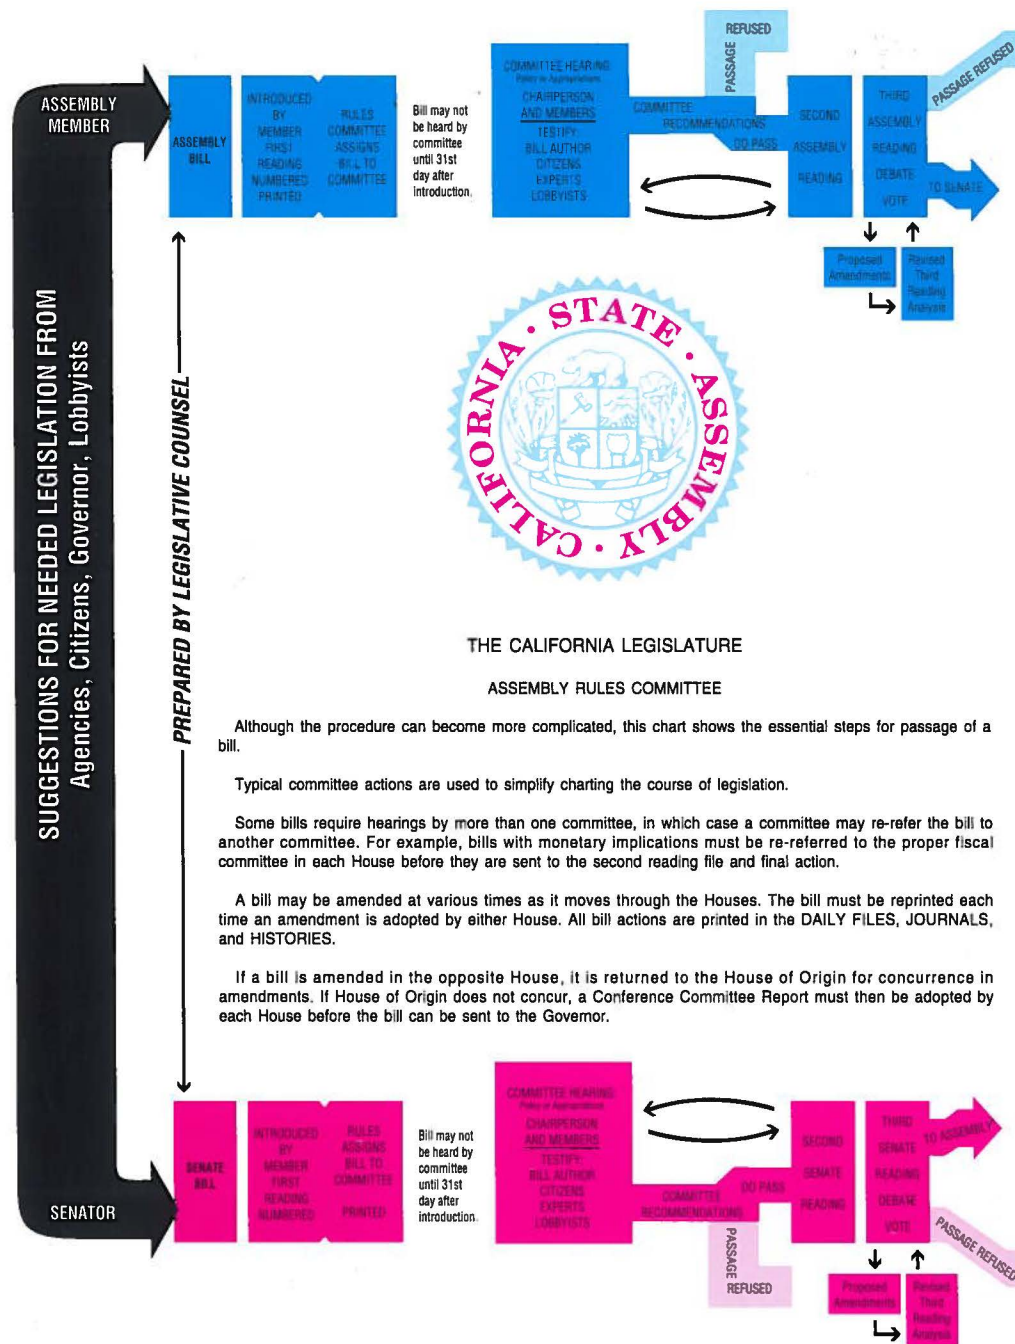 ASSEMBLY
MEMBER
SUGGESTIONS FOR NEEDED LEGISLATION FROM
Agencies, Citizens, Governor, Lobbyists
SENATOR
PREPARED BY LEGISLATIVE COUNSEL
ASSEMBLY
BILL
INTRODUCED
BY
MEMBER
FIRST
READING
NUMBERED
PRINTED
RULES
COMMITTEE
ASSIGNS
BILL TO
COMMITTEE
Bill may not
be heard by
committee
until 31st
day after
introduction.
COMMITTEE HEARING:
Policy or Appropriations
CHAIRPERSON
AND MEMBERS
TESTIFY:
BILL AUTHOR
CITIZENS
EXPERTS
LOBBYISTS
COMMITTEE
RECOMMENDATIONS
PASSAGE
REFUSED
DO PASS
SECOND
ASSEMBLY
READING
THIRD
ASSEMBLY
READING
DEBATE
VOTE
PASSAGE REFUSED
TO SENATE
Proposed
Amendments
Revised
Third
Reading
Analysis
CALIFORNIA · STATE · ASSEMBLY ·
THE CALIFORNIA LEGISLATURE
ASSEMBLY RULES COMMITTEE
Although the procedure can become more complicated, this chart shows the essential steps for passage of a
bill.
Typical committee actions are used to simplify charting the course of legislation.
Some bills require hearings by more than one committee, in which case a committee may re-refer the bill to
another committee. For example, bills with monetary implications must be re-referred to the proper fiscal
committee in each House before they are sent to the second reading file and final action.
A bill may be amended at various times as it moves through the Houses. The bill must be reprinted each
time an amendment is adopted by either House. All bill actions are printed in the DAILY FILES, JOURNALS,
and HISTORIES.
If a bill is amended in the opposite House, it is returned to the House of Origin for concurrence in
amendments. If House of Origin does not concur, a Conference Committee Report must then be adopted by
each House before the bill can be sent to the Governor.
SENATE
BILL
INTRODUCED
BY
MEMBER
FIRST
READING
NUMBERED
RULES
ASSIGNS
BILL TO
COMMITTEE
PRINTED
Bill may not
be heard by
committee
until 31st
day after
introduction.
COMMITTEE HEARING:
Policy or Appropriations
CHAIRPERSON
AND MEMBERS
TESTIFY:
BILL AUTHOR
CITIZENS
EXPERTS
LOBBYISTS
COMMITTEE
RECOMMENDATIONS
DO PASS
PASSAGE
REFUSED
SECOND
SENATE
READING
THIRD
SENATE
READING
DEBATE
VOTE
TO ASSEMBLY
PASSAGE REFUSED
Proposed
Amendments
Revised
Third
Reading
Analysis